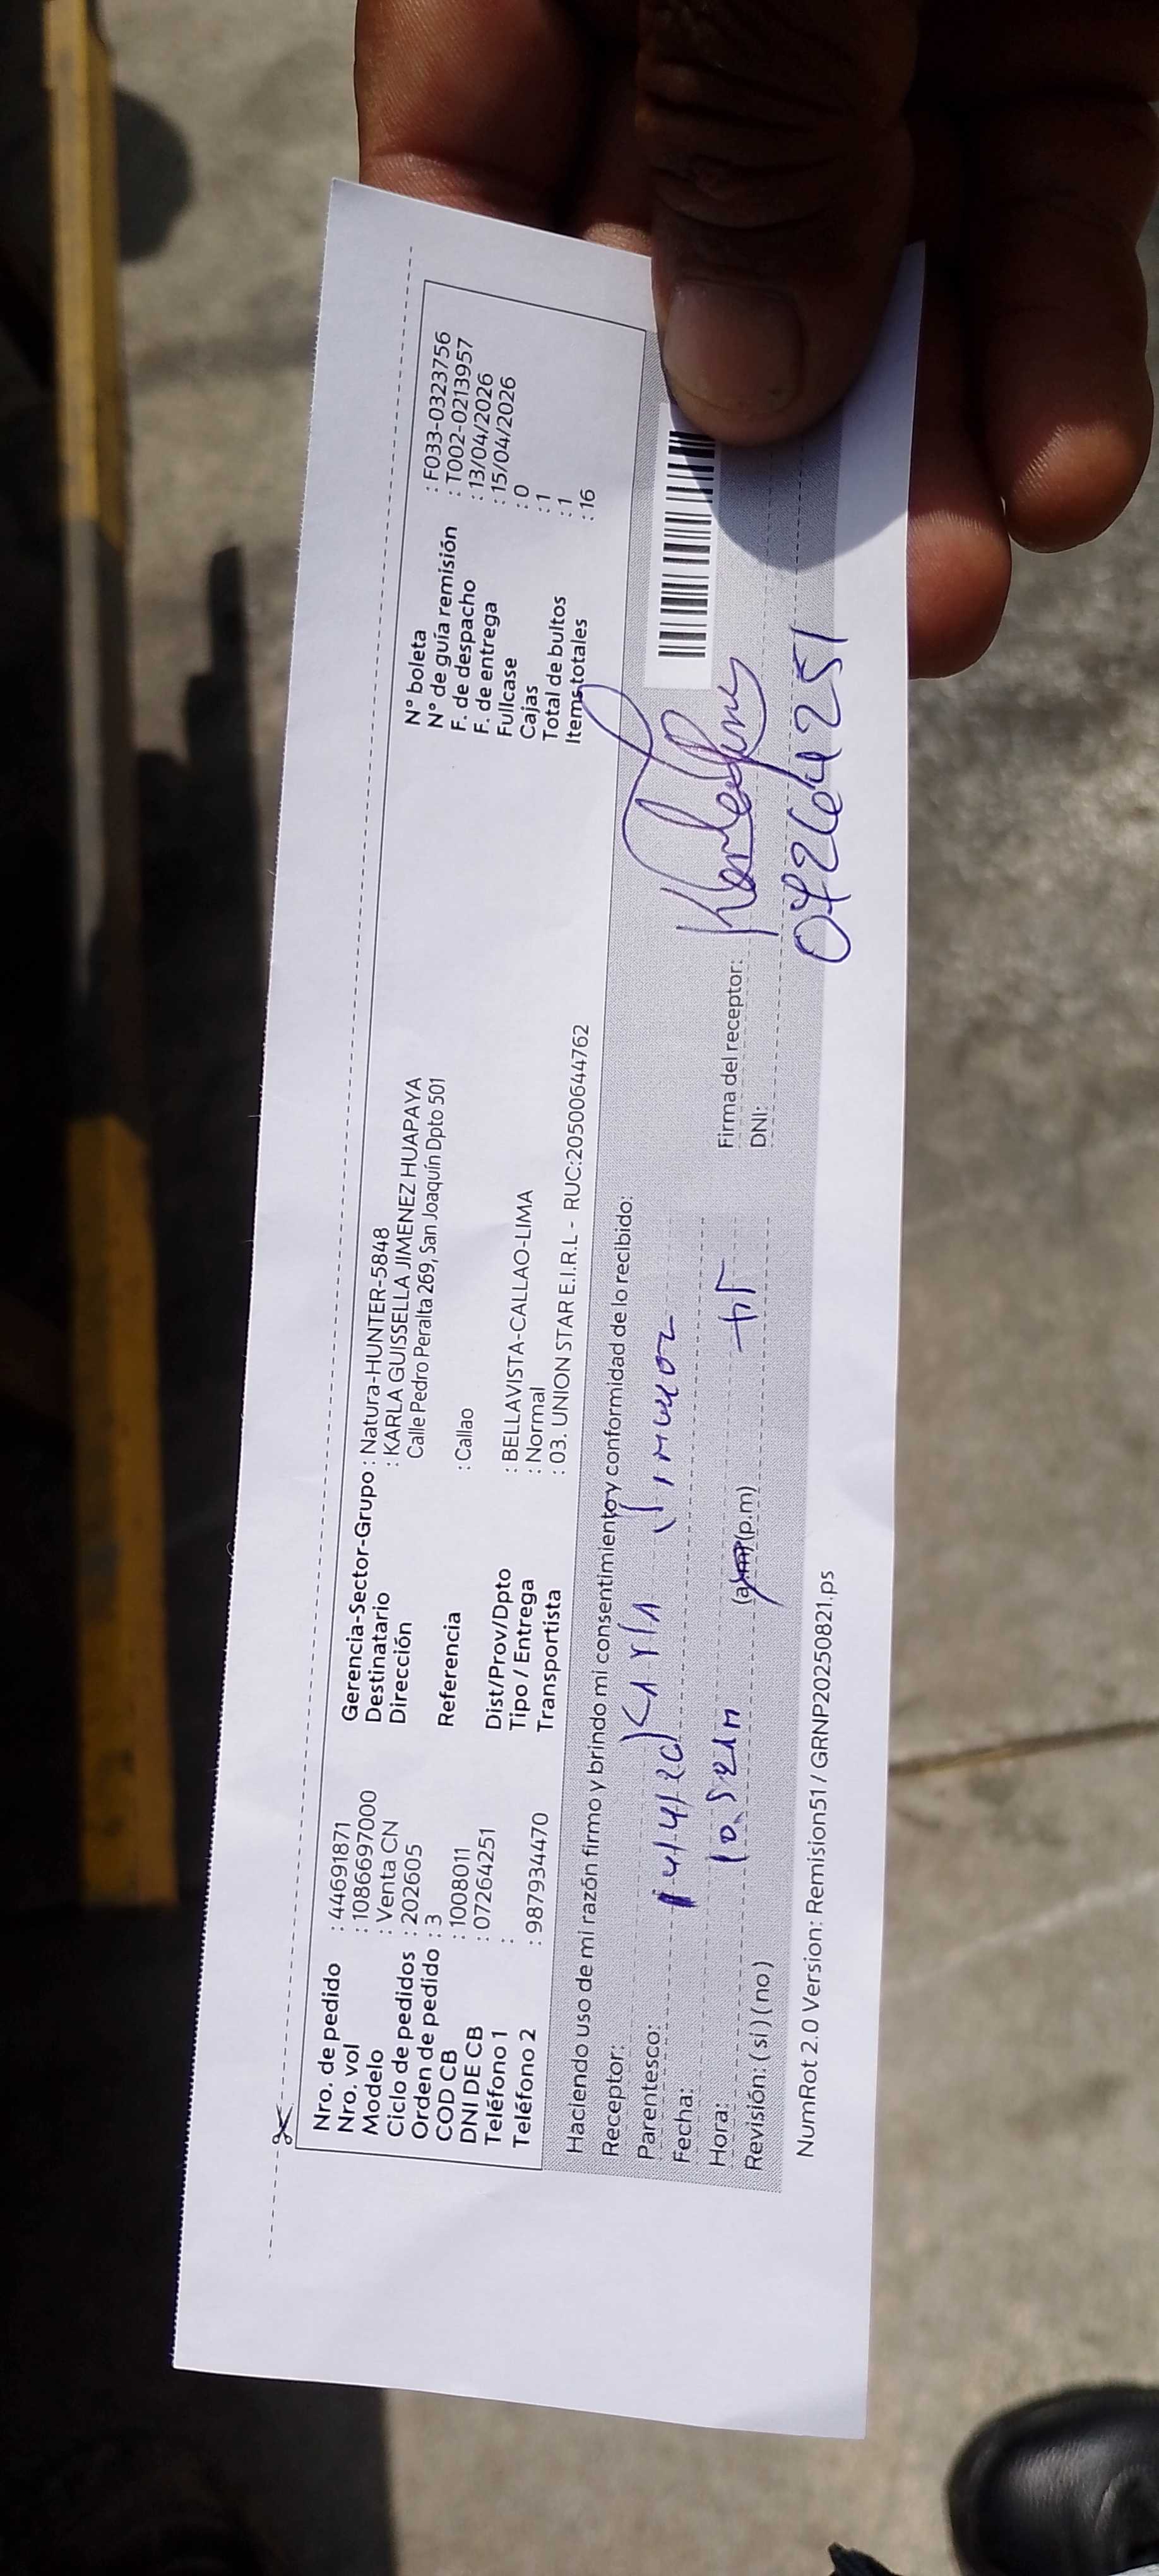 Nro. de pedido : 44691871
Nro. vol : 1086697000
Modelo : Venta CN
Ciclo de pedidos : 202605
Orden de pedido : 3
COD CB : 1008011
DNI DE CB : 07264251
Teléfono 1 :
Teléfono 2 : 987934470
Gerencia-Sector-Grupo : Natura-HUNTER-5848
Destinatario : KARLA GUISSELLA JIMENEZ HUAPAYA
Dirección Calle Pedro Peralta 269, San Joaquín Dpto 501
Referencia : Callao
Dist/Prov/Dpto : BELLAVISTA-CALLAO-LIMA
Tipo / Entrega : Normal
Transportista : 03. UNION STAR E.I.R.L - RUC:20500644762
N° boleta : F033-0323756
N° de guía remisión : T002-0213957
F. de despacho : 13/04/2026
F. de entrega : 15/04/2026
Fullcase : 0
Cajas : 1
Total de bultos : 1
Items totales : 16
Haciendo uso de mi razón firmo y brindo mi consentimiento y conformidad de lo recibido:
Receptor: Karla
Parentesco:
Fecha:
Hora: (p.m)
Revisión: ( si ) ( no )
Firma del receptor:
DNI: 07264251
NumRot 2.0 Version: Remision51 / GRNP20250821.ps